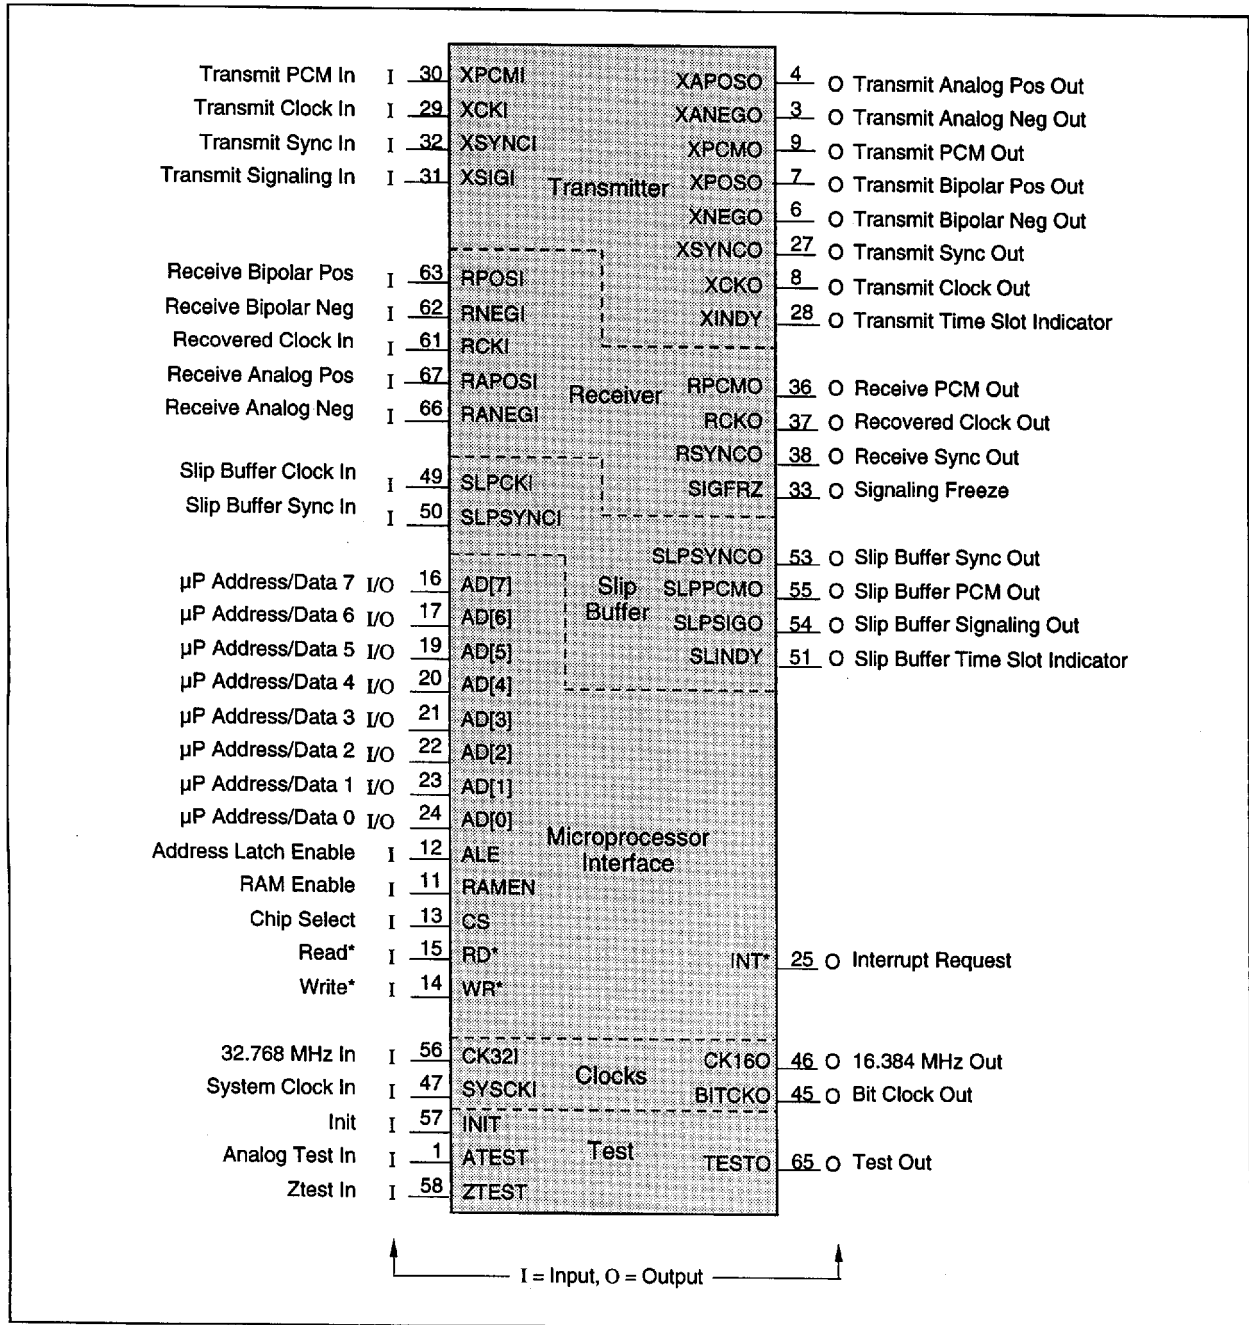 Transmit PCM In I 30 XPCMI
Transmit Clock In I 29 XCKI
Transmit Sync In I 32 XSYNCI
Transmit Signaling In I 31 XSIGI
Transmitter
XAPOSO 4 O Transmit Analog Pos Out
XANEGO 3 O Transmit Analog Neg Out
XPCMO 9 O Transmit PCM Out
XPOSO 7 O Transmit Bipolar Pos Out
XNEGO 6 O Transmit Bipolar Neg Out
XSYNCO 27 O Transmit Sync Out
XCKO 8 O Transmit Clock Out
XINDY 28 O Transmit Time Slot Indicator
Receive Bipolar Pos I 63 RPOSI
Receive Bipolar Neg I 62 RNEGI
Recovered Clock In I 61 RCKI
Receive Analog Pos I 67 RAPOSI
Receive Analog Neg I 66 RANEGI
Receiver
RPCMO 36 O Receive PCM Out
RCKO 37 O Recovered Clock Out
RSYNCO 38 O Receive Sync Out
SIGFRZ 33 O Signaling Freeze
Slip Buffer Clock In I 49 SLPCKI
Slip Buffer Sync In I 50 SLPSYNCI
Slip
Buffer
SLPSYNCO 53 O Slip Buffer Sync Out
SLPPCMO 55 O Slip Buffer PCM Out
SLPSIGO 54 O Slip Buffer Signaling Out
SLINDY 51 O Slip Buffer Time Slot Indicator
µP Address/Data 7 I/O 16 AD[7]
µP Address/Data 6 I/O 17 AD[6]
µP Address/Data 5 I/O 19 AD[5]
µP Address/Data 4 I/O 20 AD[4]
µP Address/Data 3 I/O 21 AD[3]
µP Address/Data 2 I/O 22 AD[2]
µP Address/Data 1 I/O 23 AD[1]
µP Address/Data 0 I/O 24 AD[0]
Address Latch Enable I 12 ALE
RAM Enable I 11 RAMEN
Chip Select I 13 CS
Read* I 15 RD*
Write* I 14 WR*
Microprocessor
Interface
INT* 25 O Interrupt Request
32.768 MHz In I 56 CK32I
System Clock In I 47 SYSCKI
Clocks
CK16O 46 O 16.384 MHz Out
BITCKO 45 O Bit Clock Out
Init I 57 INIT
Analog Test In I 1 ATEST
Ztest In I 58 ZTEST
Test
TESTO 65 O Test Out
I = Input, O = Output